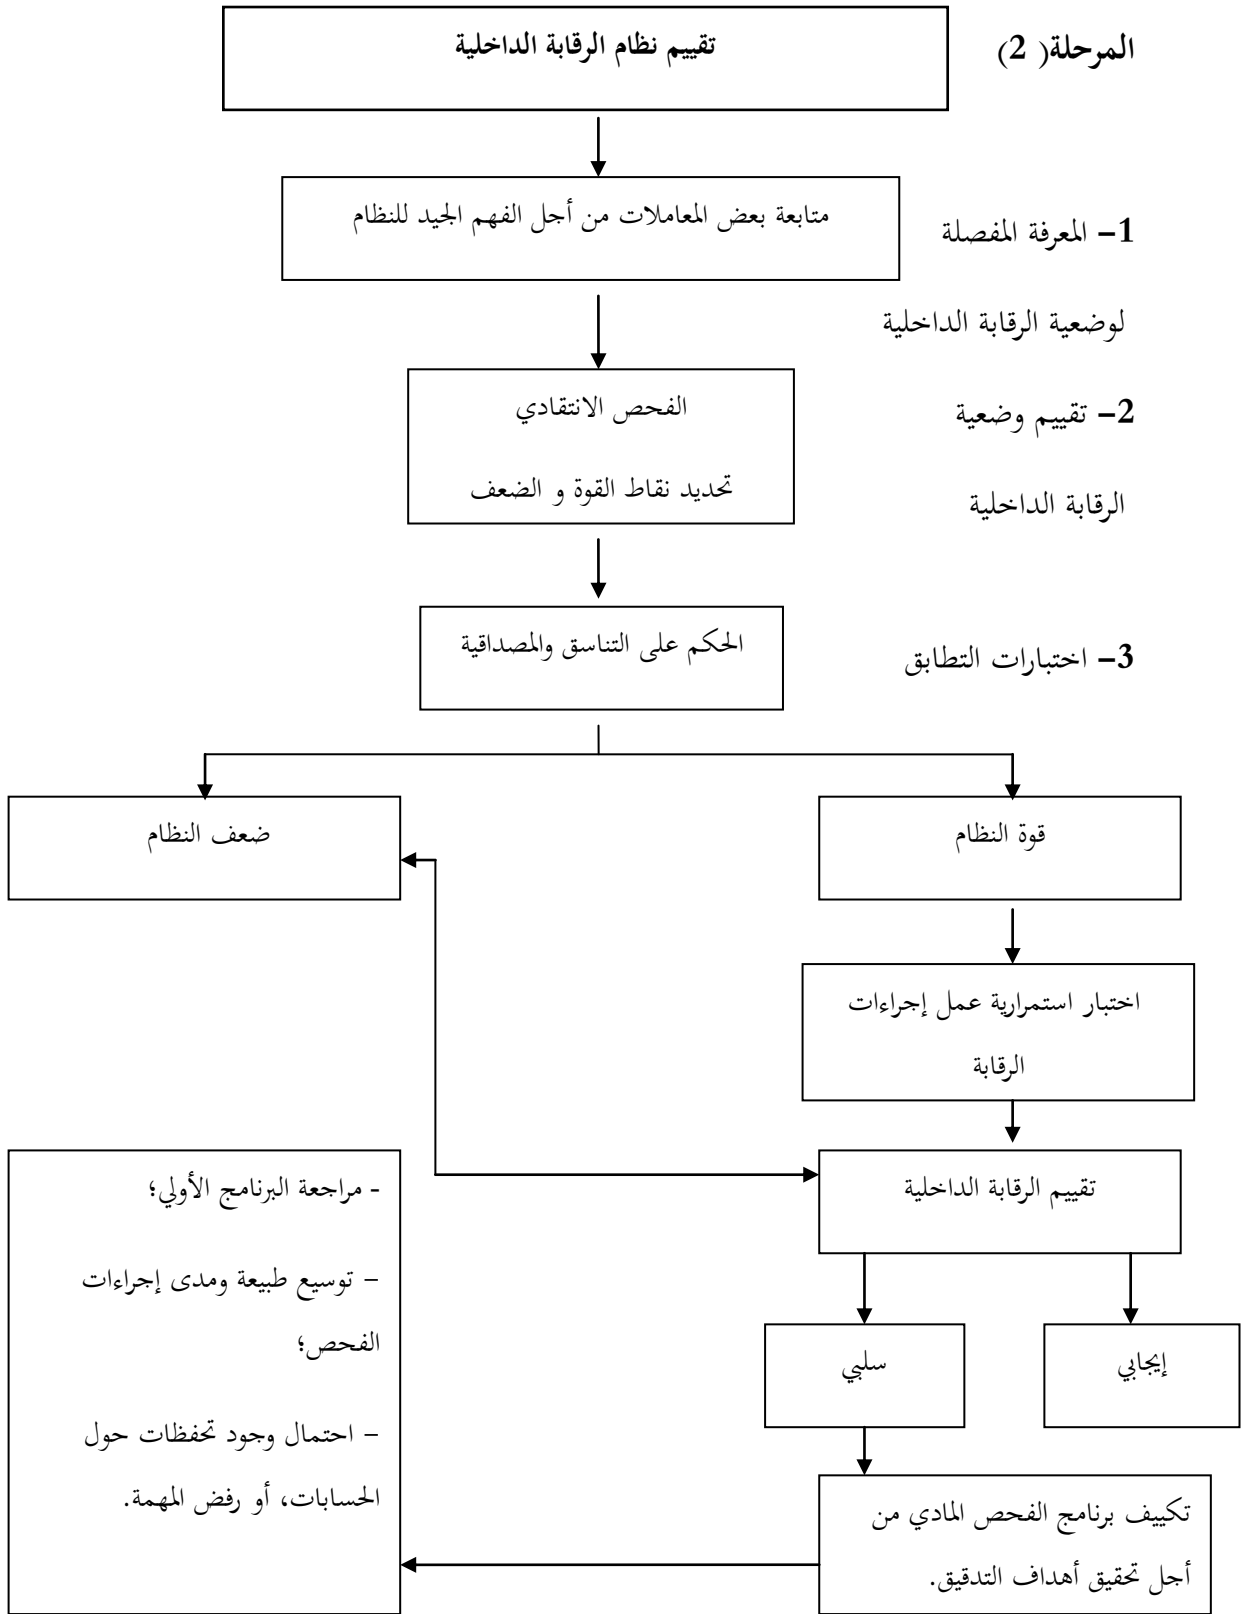 المرحلة( 2)
تقييم نظام الرقابة الداخلية
1– المعرفة المفصلة
متابعة بعض المعاملات من أجل الفهم الجيد للنظام
لوضعية الرقابة الداخلية
2– تقييم وضعية
الفحص الانتقادي
الرقابة الداخلية
تحديد نقاط القوة و الضعف
3– اختبارات التطابق
الحكم على التناسق والمصداقية
قوة النظام
ضعف النظام
اختبار استمرارية عمل إجراءات
الرقابة
تقييم الرقابة الداخلية
إيجابي
سلبي
تكييف برنامج الفحص المادي من
أجل تحقيق أهداف التدقيق.
- مراجعة البرنامج الأولي؛
– توسيع طبيعة ومدى إجراءات
الفحص؛
– احتمال وجود تحفظات حول
الحسابات، أو رفض المهمة.